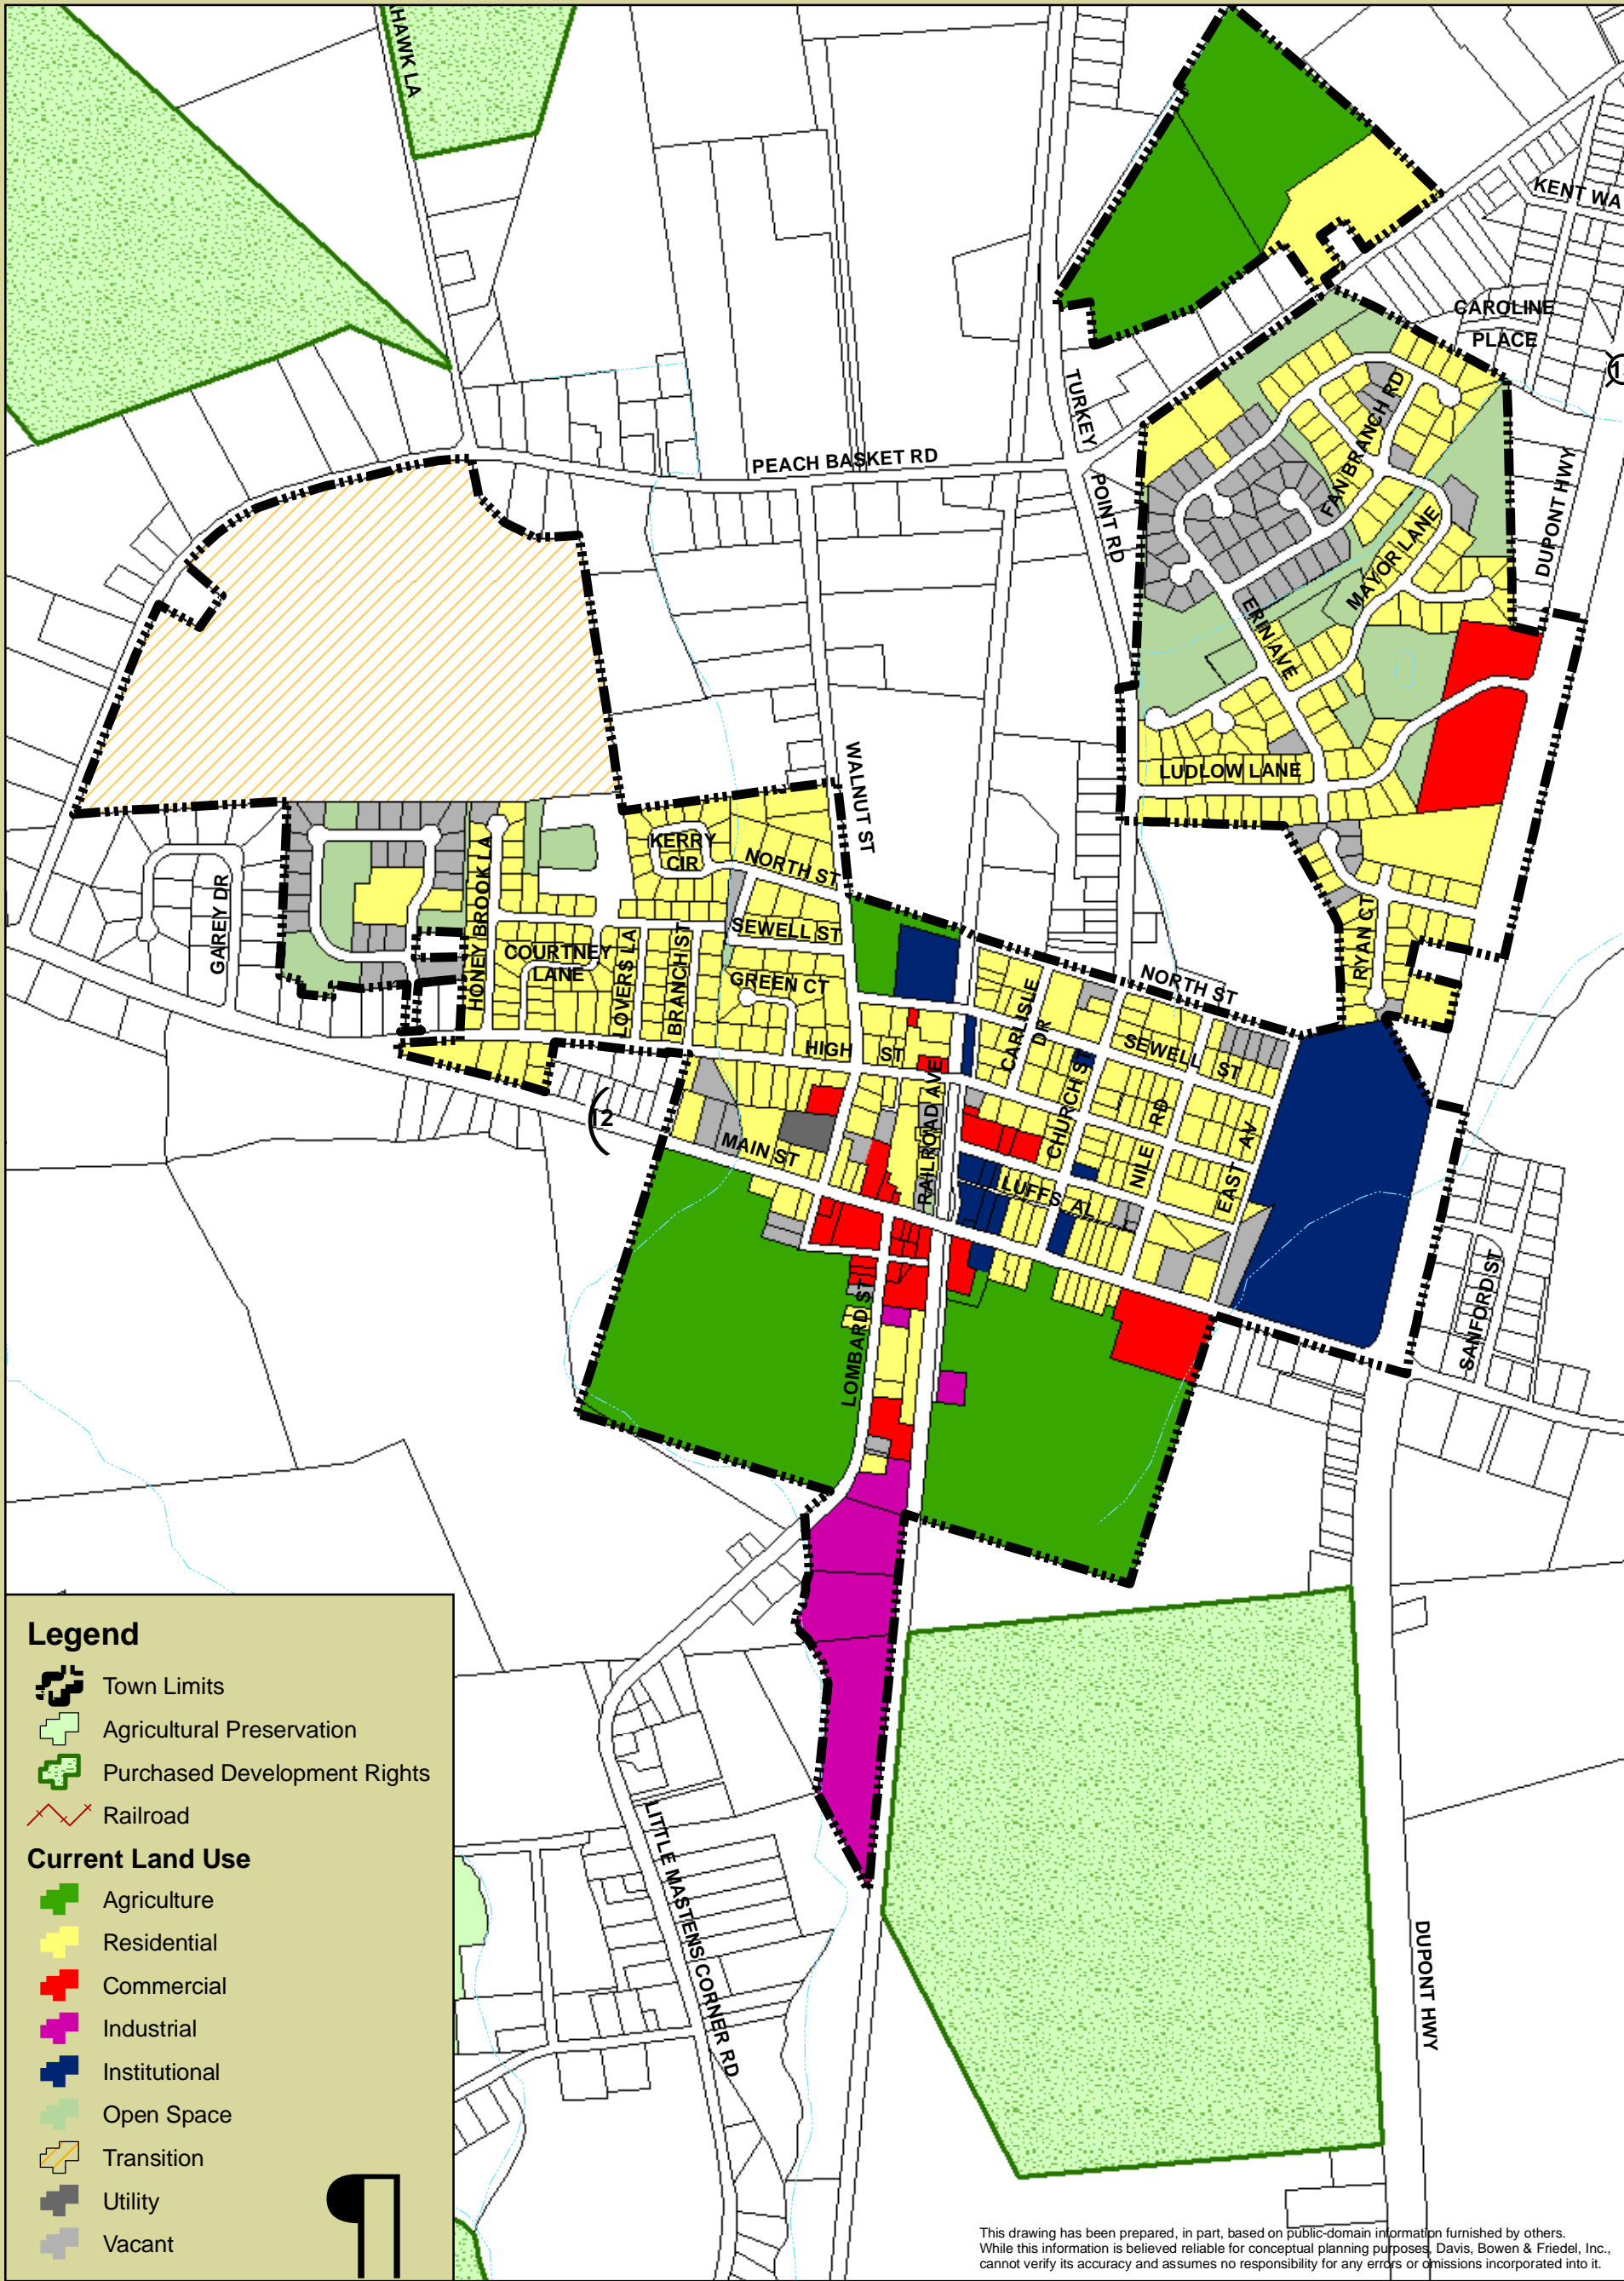 HAWK LA
KENT WA
CAROLINE
PLACE
1
TURKEY
POINT RD
PEACH BASKET RD
FANBRANCH RD
MAYOR LANE
DUPONT HWY
ERIN AVE
LUDLOW LANE
WALNUT ST
KERRY
CIR
NORTH ST
GAREY DR
HONEY BROOK LA
COURTNEY
LANE
LOVERS LA
BRANCH ST
SEWELL ST
GREEN CT
RYAN CT
NORTH ST
CARLISLE
DR
HIGH ST
SEWELL ST
CHURCH ST
RAILROAD AVE
NILE RD
EAST AV
12
MAIN ST
LUFFS AL
LOMBARD ST
SANFORD ST
LITTLE MASTENS CORNER RD
DUPONT HWY
Legend
Town Limits
Agricultural Preservation
Purchased Development Rights
Railroad
Current Land Use
Agriculture
Residential
Commercial
Industrial
Institutional
Open Space
Transition
Utility
Vacant
¶
This drawing has been prepared, in part, based on public-domain information furnished by others.
While this information is believed reliable for conceptual planning purposes, Davis, Bowen & Friedel, Inc.,
cannot verify its accuracy and assumes no responsibility for any errors or omissions incorporated into it.